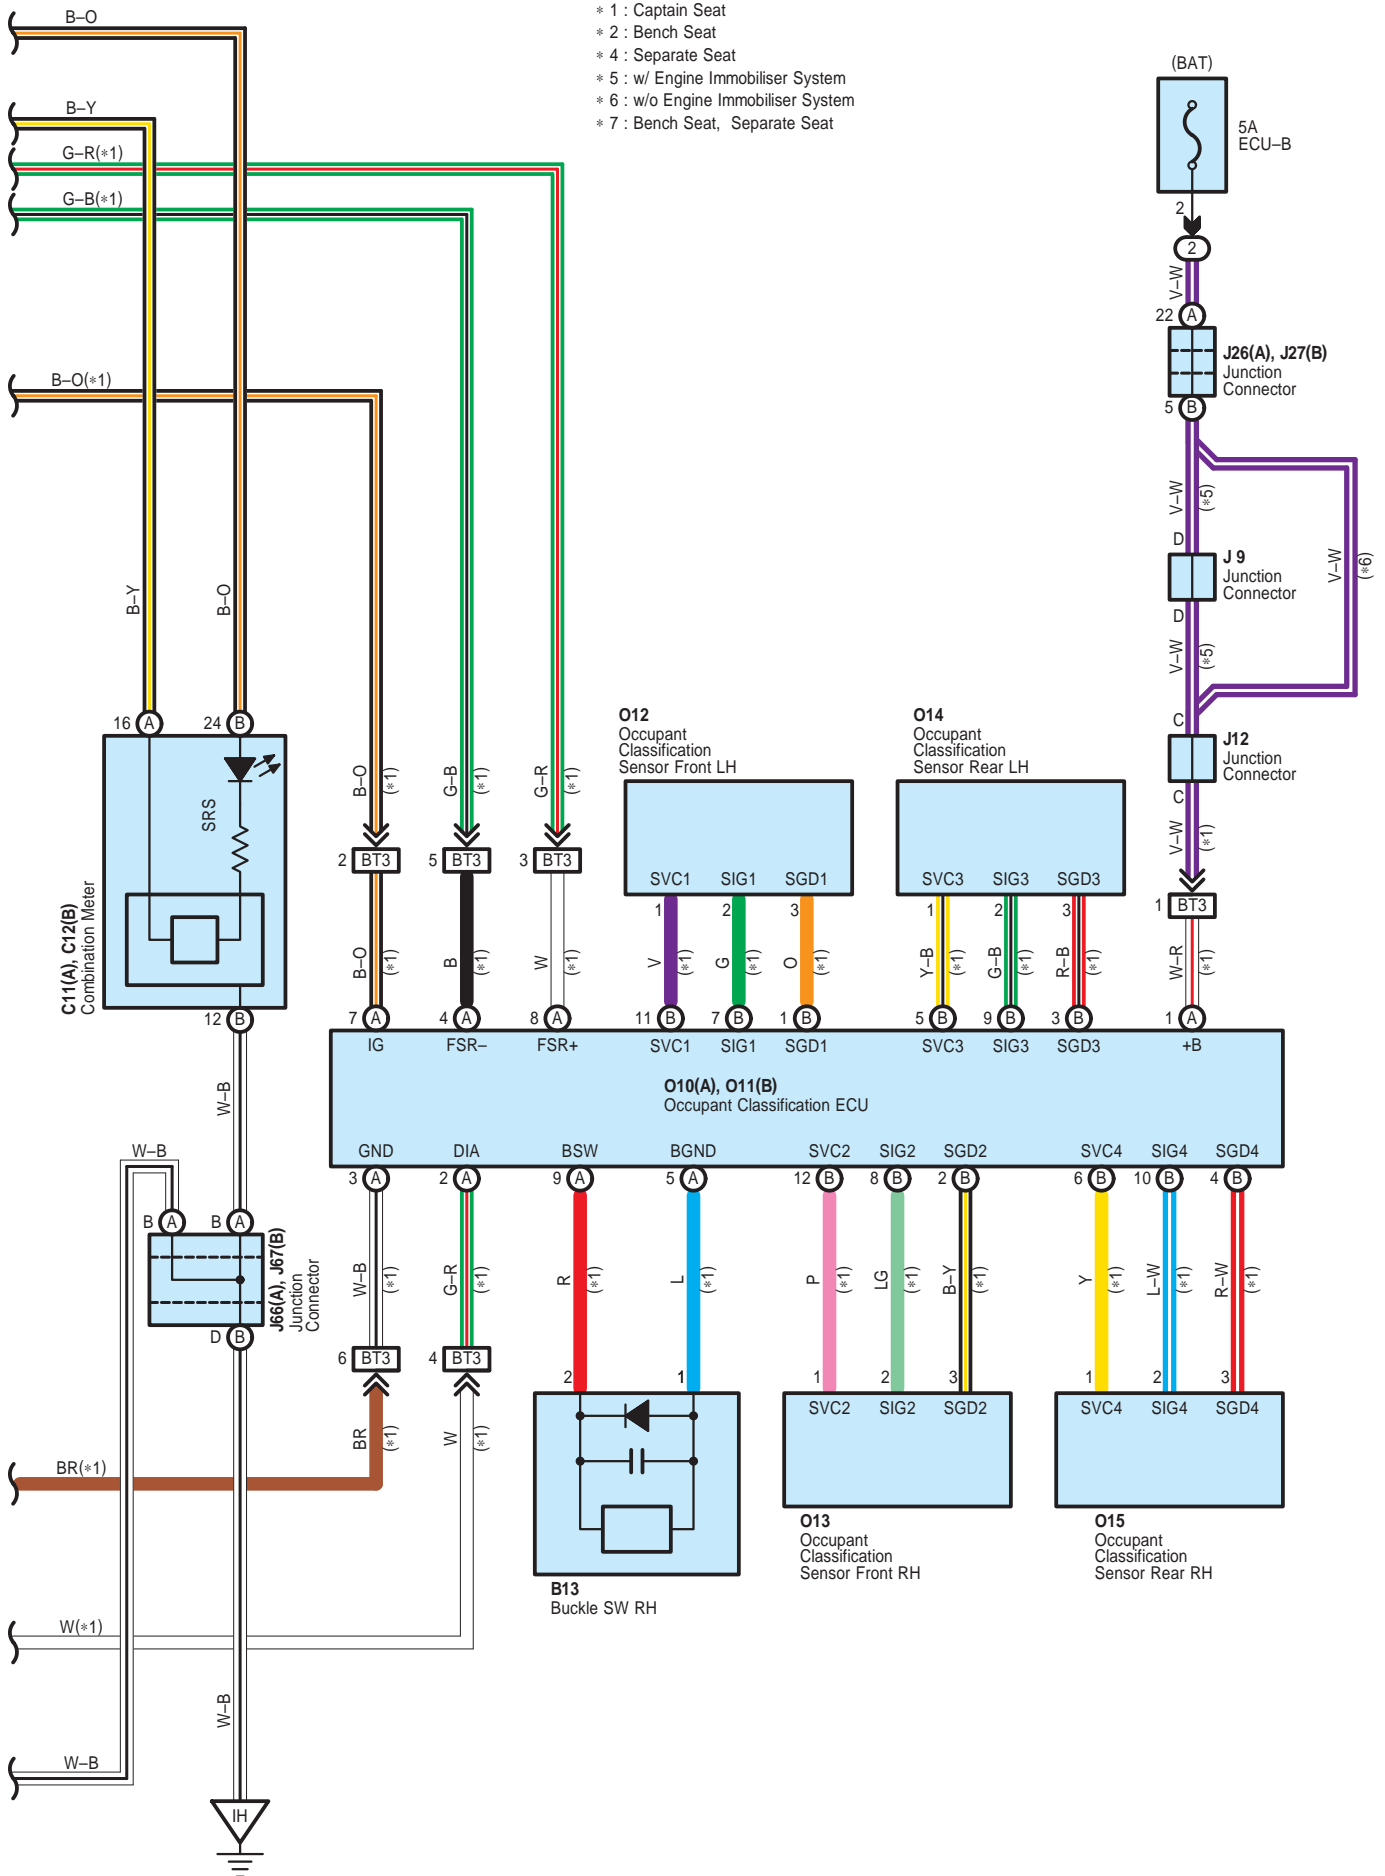 B–O
∗ 1 : Captain Seat
∗ 2 : Bench Seat
∗ 4 : Separate Seat
∗ 5 : w/ Engine Immobiliser System
∗ 6 : w/o Engine Immobiliser System
∗ 7 : Bench Seat, Separate Seat
(BAT)
5A
ECU–B
2
2
V–W
22 A
J26(A), J27(B)
Junction
Connector
5 B
B–Y
G–R(∗1)
G–B(∗1)
B–O(∗1)
V–W
(∗5)
D
J 9
Junction
Connector
D
V–W
(∗5)
V–W
(∗6)
C
J12
Junction
Connector
C
V–W
(∗1)
1 BT3
W–R
(∗1)
B–Y
B–O
16 A
24 B
SRS
C11(A), C12(B)
Combination Meter
12 B
B–O
(∗1)
G–B
(∗1)
G–R
(∗1)
2 BT3
5 BT3
3 BT3
B–O
(∗1)
B
(∗1)
W
(∗1)
O12
Occupant
Classification
Sensor Front LH
SVC1 SIG1 SGD1
1 2 3
V
(∗1)
G
(∗1)
O
(∗1)
O14
Occupant
Classification
Sensor Rear LH
SVC3 SIG3 SGD3
1 2 3
Y–B
(∗1)
G–B
(∗1)
R–B
(∗1)
7 A 4 A 8 A 11 B 7 B 1 B 5 B 9 B 3 B 1 A
IG FSR– FSR+ SVC1 SIG1 SGD1 SVC3 SIG3 SGD3 +B
O10(A), O11(B)
Occupant Classification ECU
GND DIA BSW BGND SVC2 SIG2 SGD2 SVC4 SIG4 SGD4
3 A 2 A 9 A 5 A 12 B 8 B 2 B 6 B 10 B 4 B
W–B
W–B
B A B A
J66(A), J67(B)
Junction
Connector
D B
W–B
(∗1)
G–R
(∗1)
R
(∗1)
L
(∗1)
P
(∗1)
LG
(∗1)
B–Y
(∗1)
Y
(∗1)
L–W
(∗1)
R–W
(∗1)
6 BT3
4 BT3
BR
(∗1)
W
(∗1)
2 1
B13
Buckle SW RH
1 2 3
SVC2 SIG2 SGD2
O13
Occupant
Classification
Sensor Front RH
1 2 3
SVC4 SIG4 SGD4
O15
Occupant
Classification
Sensor Rear RH
BR(∗1)
W(∗1)
W–B
W–B
IH